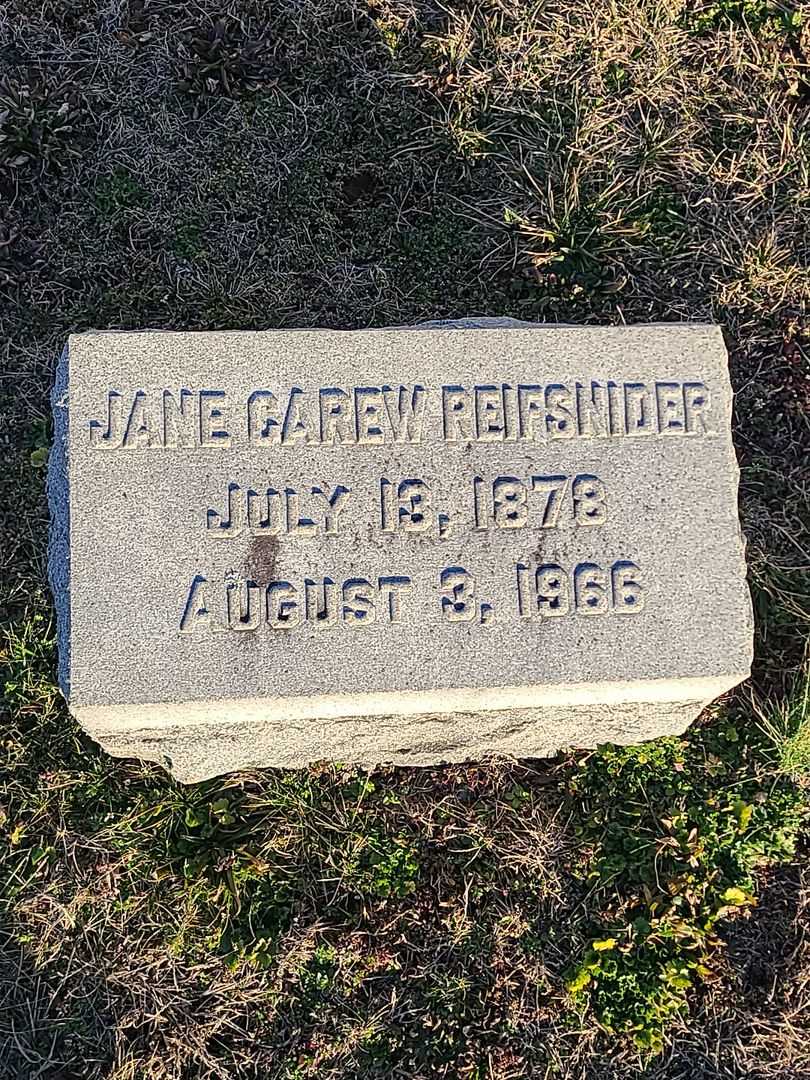 JANE CAREW REIFSNIDER
JULY 13, 1878
AUGUST 3, 1966